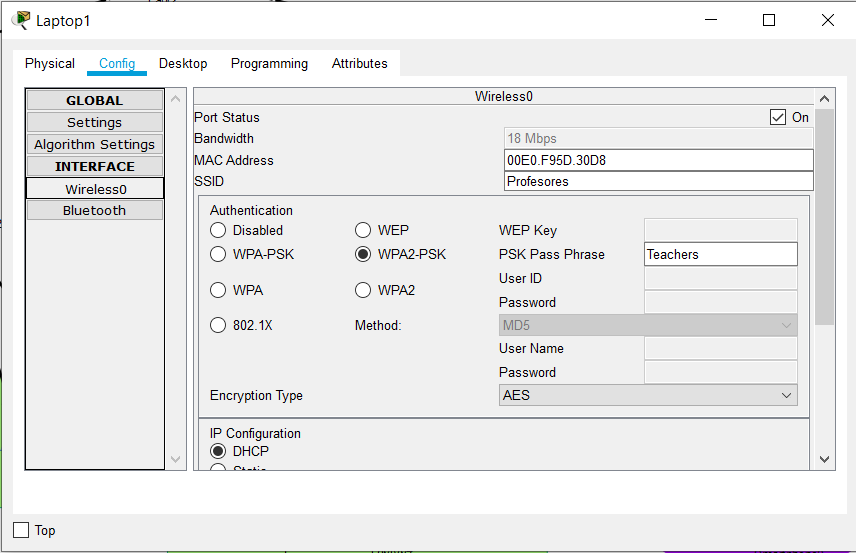 Laptop1
Physical Config Desktop Programming Attributes
GLOBAL
Settings
Algorithm Settings
INTERFACE
Wireless0
Bluetooth
Wireless0
Port Status On
Bandwidth 18 Mbps
MAC Address 00E0.F95D.30D8
SSID Profesores
Authentication
Disabled WEP WEP Key
WPA-PSK WPA2-PSK PSK Pass Phrase Teachers
User ID
WPA WPA2
Password
802.1X Method: MD5
User Name
Password
Encryption Type AES
IP Configuration
DHCP
Static
Top